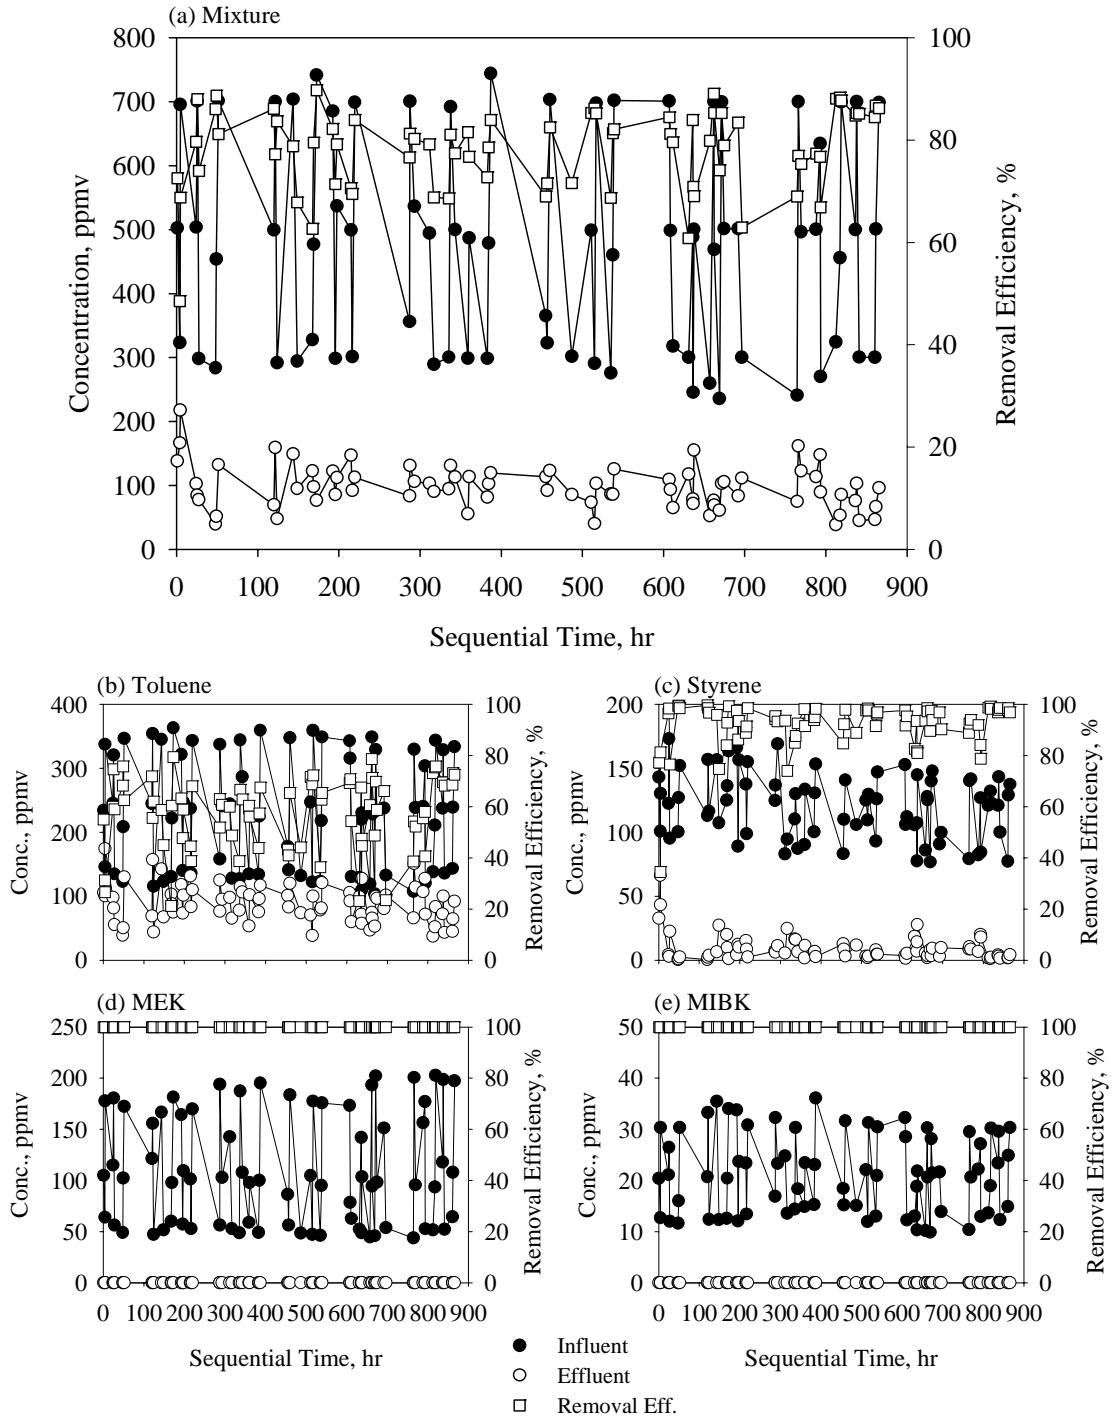 (a) Mixture
800
700
600
500
400
300
200
100
0
100
80
60
40
20
0
Concentration, ppmv
Removal Efficiency, %
0 100 200 300 400 500 600 700 800 900
Sequential Time, hr
(b) Toluene
400
300
200
100
0
100
80
60
40
20
0
Conc., ppmv
Removal Efficiency, %
(c) Styrene
200
150
100
50
0
100
80
60
40
20
0
Conc., ppmv
Removal Efficiency, %
(d) MEK
250
200
150
100
50
0
100
80
60
40
20
0
Conc., ppmv
Removal Efficiency, %
0 100 200 300 400 500 600 700 800 900
Sequential Time, hr
(e) MIBK
50
40
30
20
10
0
100
80
60
40
20
0
Conc., ppmv
Removal Efficiency, %
0 100 200 300 400 500 600 700 800 900
Sequential Time, hr
Influent
Effluent
Removal Eff.